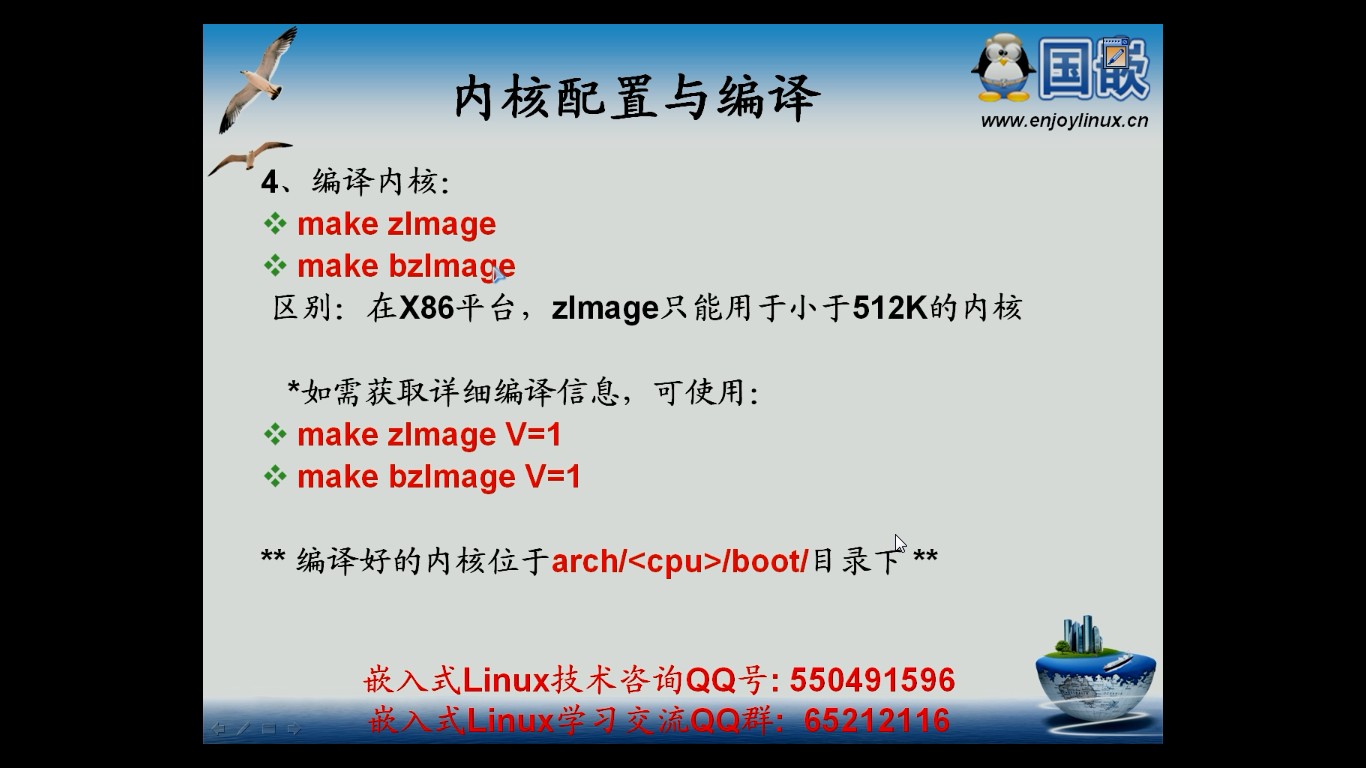 内核配置与编译
国嵌
www.enjoylinux.cn
4、编译内核：
make zImage
make bzImage
区别：在X86平台，zImage只能用于小于512K的内核
*如需获取详细编译信息，可使用：
make zImage V=1
make bzImage V=1
** 编译好的内核位于arch/<cpu>/boot/目录下 **
嵌入式Linux技术咨询QQ号: 550491596
嵌入式Linux学习交流QQ群: 65212116